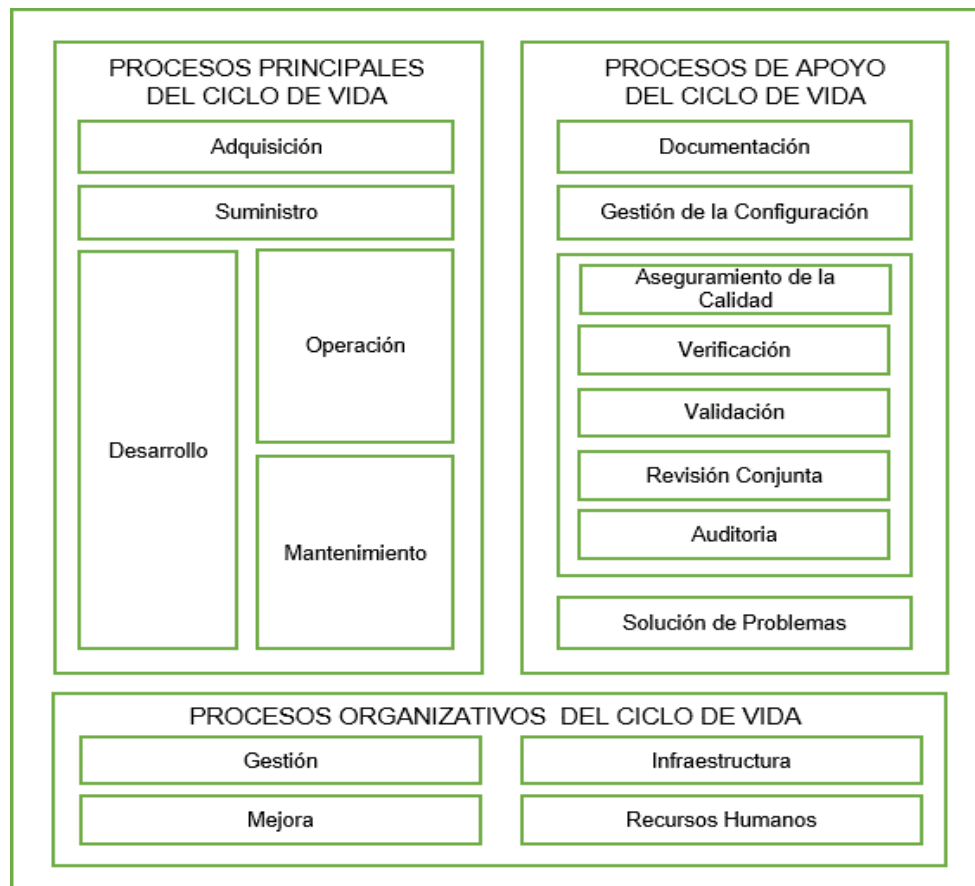 PROCESOS PRINCIPALES
DEL CICLO DE VIDA
Adquisición
Suministro
Desarrollo
Operación
Mantenimiento
PROCESOS DE APOYO
DEL CICLO DE VIDA
Documentación
Gestión de la Configuración
Aseguramiento de la
Calidad
Verificación
Validación
Revisión Conjunta
Auditoria
Solución de Problemas
PROCESOS ORGANIZATIVOS DEL CICLO DE VIDA
Gestión
Infraestructura
Mejora
Recursos Humanos